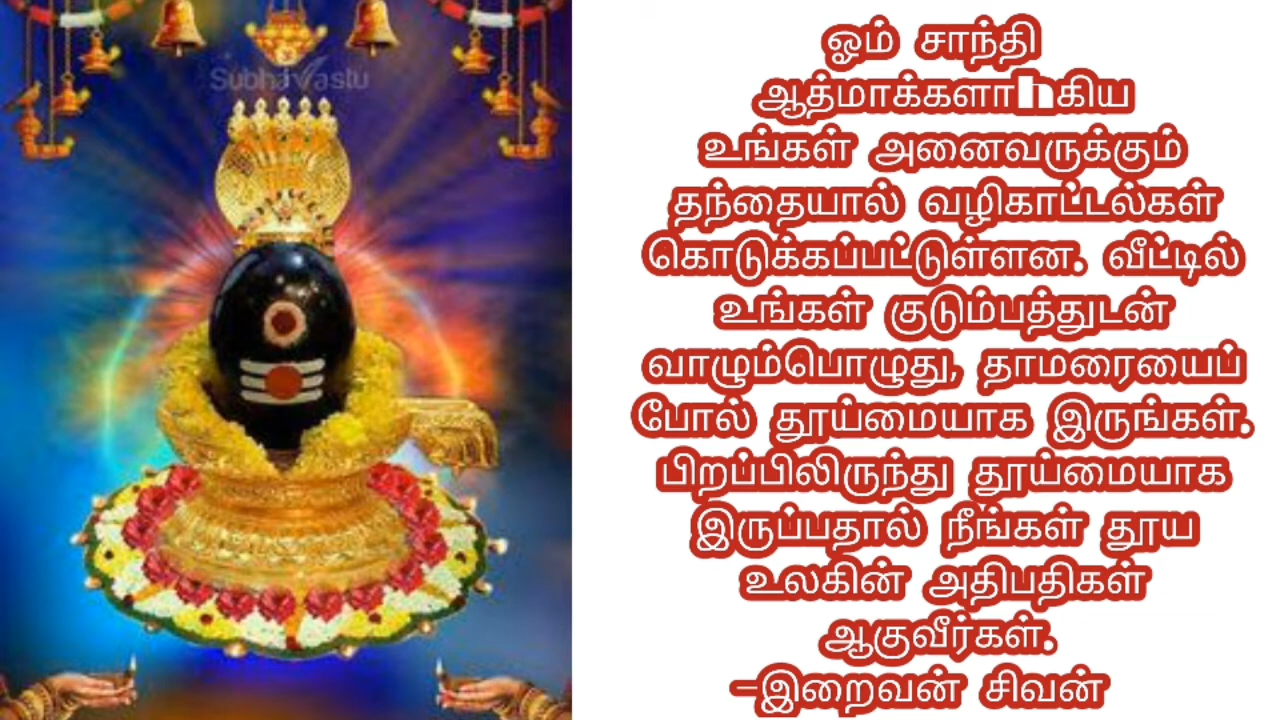 SubhaVastu
ஓம் சாந்தி
ஆத்மாக்களாhகிய
உங்கள் அனைவருக்கும்
தந்தையால் வழிகாட்டல்கள்
கொடுக்கப்பட்டுள்ளன. வீட்டில்
உங்கள் குடும்பத்துடன்
வாழும்பொழுது, தாமரையைப்
போல் தூய்மையாக இருங்கள்.
பிறப்பிலிருந்து தூய்மையாக
இருப்பதால் நீங்கள் தூய
உலகின் அதிபதிகள்
ஆகுவீர்கள்.
-இறைவன் சிவன்